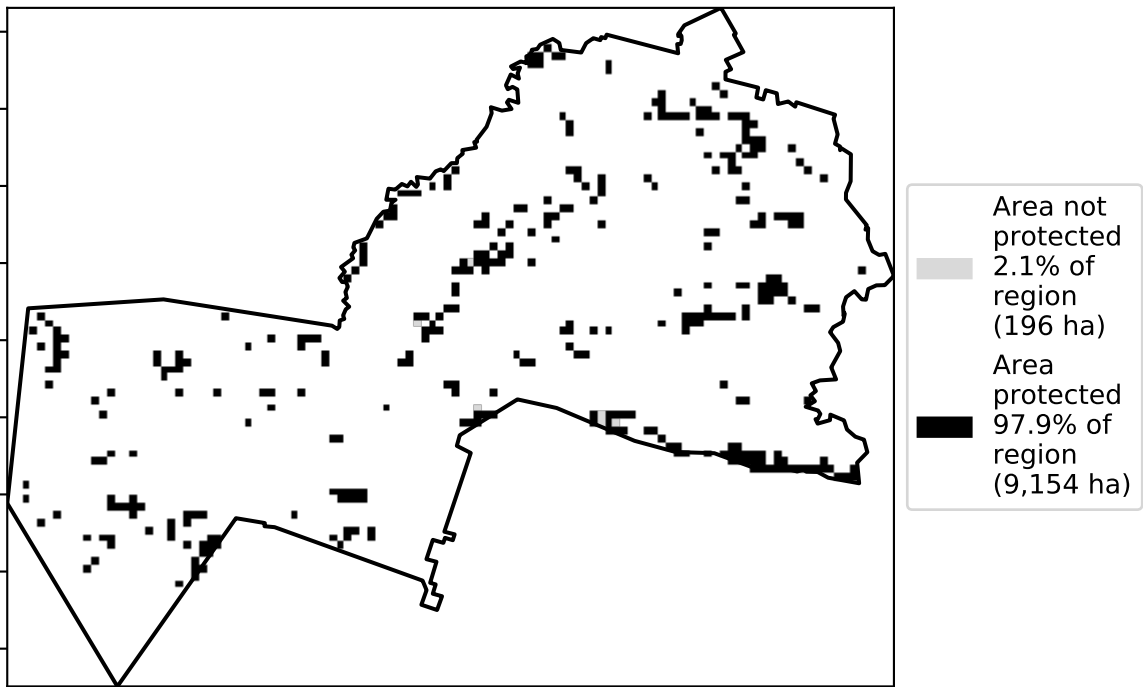 Area not
protected
2.1% of
region
(196 ha)
Area
protected
97.9% of
region
(9,154 ha)